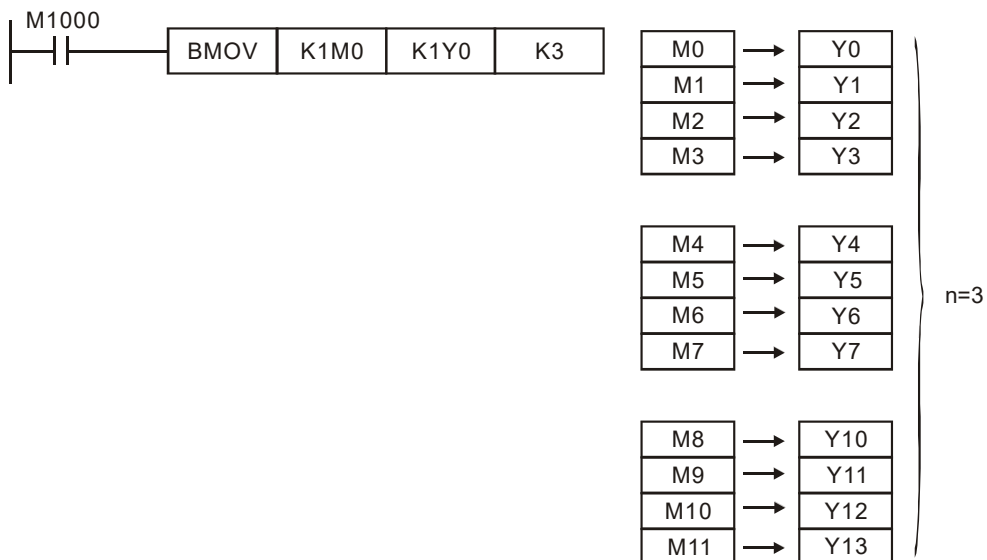 M1000
BMOV K1M0 K1Y0 K3
M0 Y0
M1 Y1
M2 Y2
M3 Y3
M4 Y4
M5 Y5
M6 Y6
M7 Y7
n=3
M8 Y10
M9 Y11
M10 Y12
M11 Y13